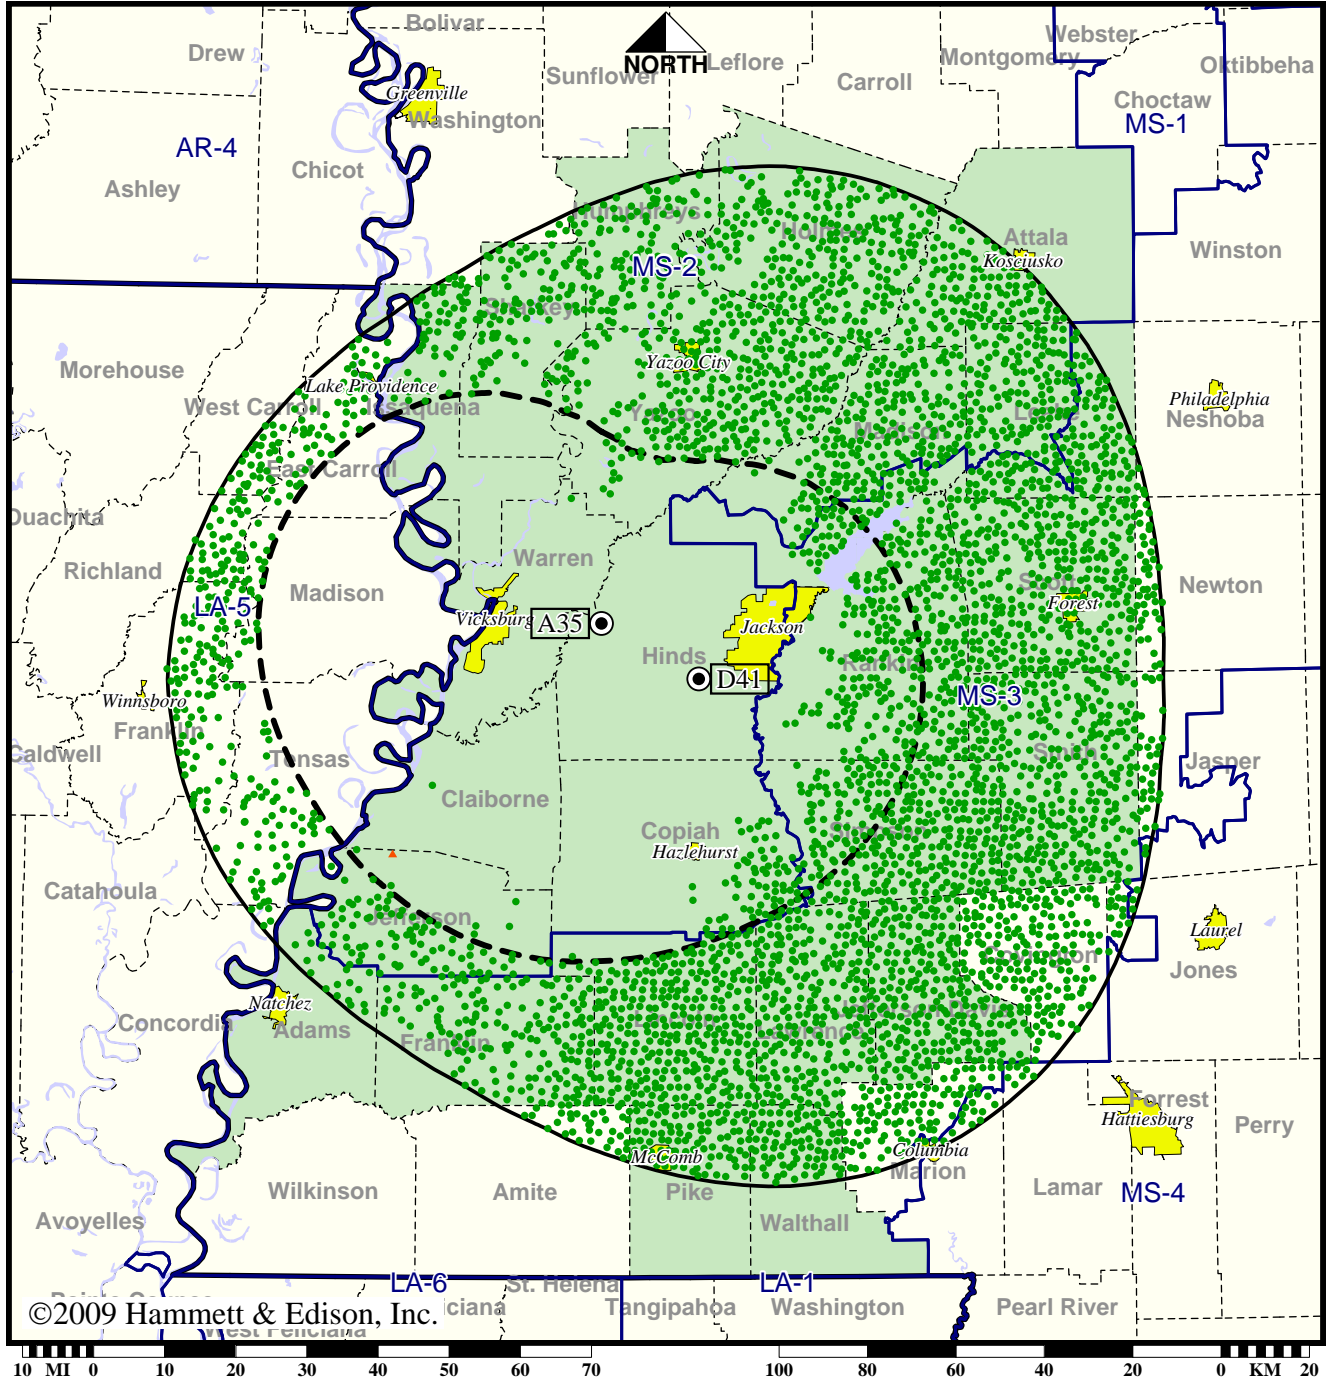 Bolivar
Webster
Drew
Sunflower
NORTH
Leflore
Montgomery
Oktibbeha
Carroll
Greenville
Choctaw
Washington
MS-1
AR-4
Chicot
Ashley
Humphreys
Holmes
Attala
Winston
Kosciusko
MS-2
Sharkey
Morehouse
Yazoo City
Lake Providence
West Carroll
Issaquena
Yazoo
Leake
Philadelphia
Neshoba
Madison
East Carroll
Ouachita
Richland
Warren
Madison
Scott
Newton
LA-5
Forest
Vicksburg
A35
Jackson
Hinds
Rankin
D41
MS-3
Winnsboro
Franklin
Caldwell
Tensas
Smith
Jasper
Claiborne
Copiah
Simpson
Hazlehurst
Catahoula
Jefferson
Laurel
Covington
Jones
Natchez
Concordia
Adams
Franklin
Lincoln
Lawrence
Jefferson Davis
Forrest
Hattiesburg
Perry
McComb
Columbia
Marion
Wilkinson
Amite
Pike
Lamar
MS-4
Avoyelles
Walthall
LA-6
St. Helena
LA-1
Tangipahoa
Washington
Pearl River
©2009 Hammett & Edison, Inc.
West Feliciana
10 MI 0 10 20 30 40 50 60 70
100 80 60 40 20 0 KM 20